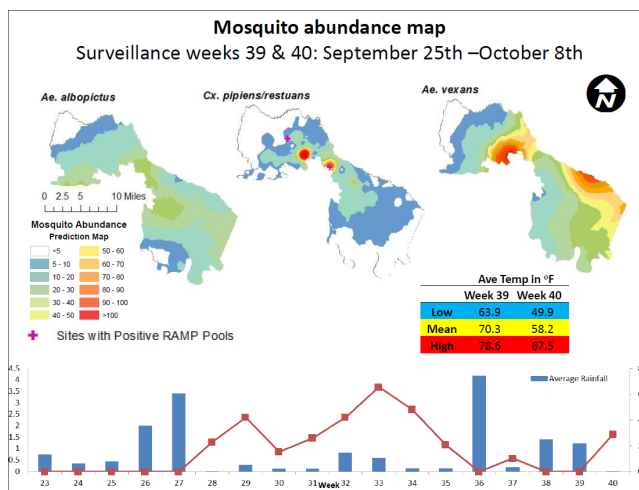 Mosquito abundance map
Surveillance weeks 39 & 40: September 25th –October 8th
Ae. albopictus
Cx. pipiens/restuans
Ae. vexans
N
0 2.5 5 10 Miles
Mosquito Abundance
Prediction Map
<5 50 - 60
5 - 10 60 - 70
10 - 20 70 - 80
20 - 30 80 - 90
30 - 40 90 - 100
40 - 50 >100
Sites with Positive RAMP Pools
Ave Temp in °F
Week 39 Week 40
Low 63.9 49.9
Mean 70.3 58.2
High 78.6 67.5
4.5
4
3.5
3
2.5
2
1.5
1
0.5
0
Average Rainfall
23 24 25 26 27 28 29 30 31 32 33 34 35 36 37 38 39 40
Week